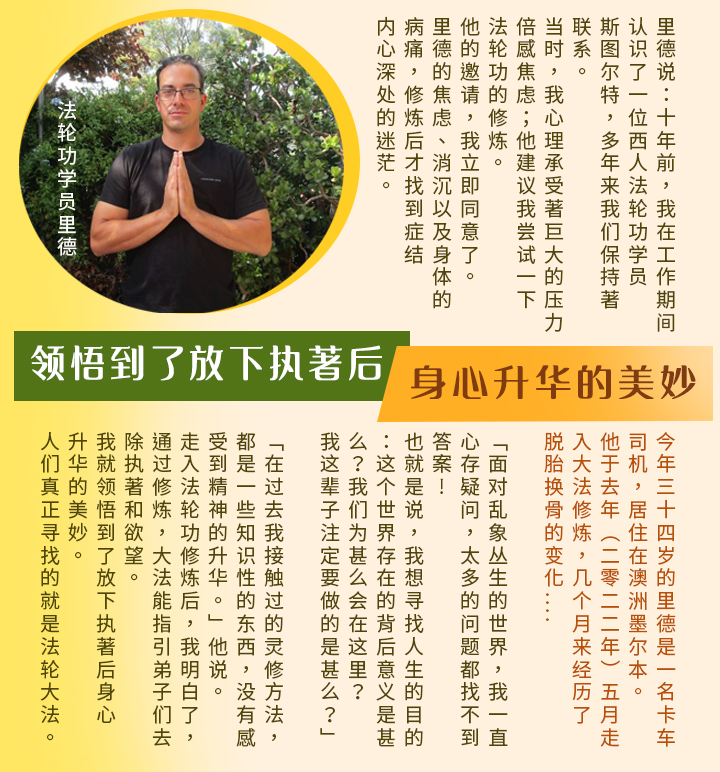 法轮功学员里德
里德说：十年前，我在工作期间
认识了一位西人法轮功学员
斯图尔特，多年来我们保持著
联系。
当时，我心理承受著巨大的压力
倍感焦虑；他建议我尝试一下
法轮功的修炼。
他的邀请，我立即同意了。
里德的焦虑、消沉以及身体的
病痛，修炼后才找到症结
内心深处的迷茫。
领悟到了放下执著后
身心升华的美妙
今年三十四岁的里德是一名卡车
司机，居住在澳洲墨尔本。
他于去年（二零二二年）五月走
入大法修炼，几个月来经历了
脱胎换骨的变化....
「面对乱象丛生的世界，我一直
心存疑问，太多的问题都找不到
答案！
也就是说，我想寻找人生的目的
：这个世界存在的背后意义是甚
么？我们为甚么会在这里？
我这辈子注定要做的是甚么？」
「在过去我接触过的灵修方法，
都是一些知识性的东西，没有感
受到精神的升华。」他说。
走入法轮功修炼后，我明白了，
通过修炼，大法能指引弟子们去
除执著和欲望。
我就领悟到了放下执著后身心
升华的美妙。
人们真正寻找的就是法轮大法。